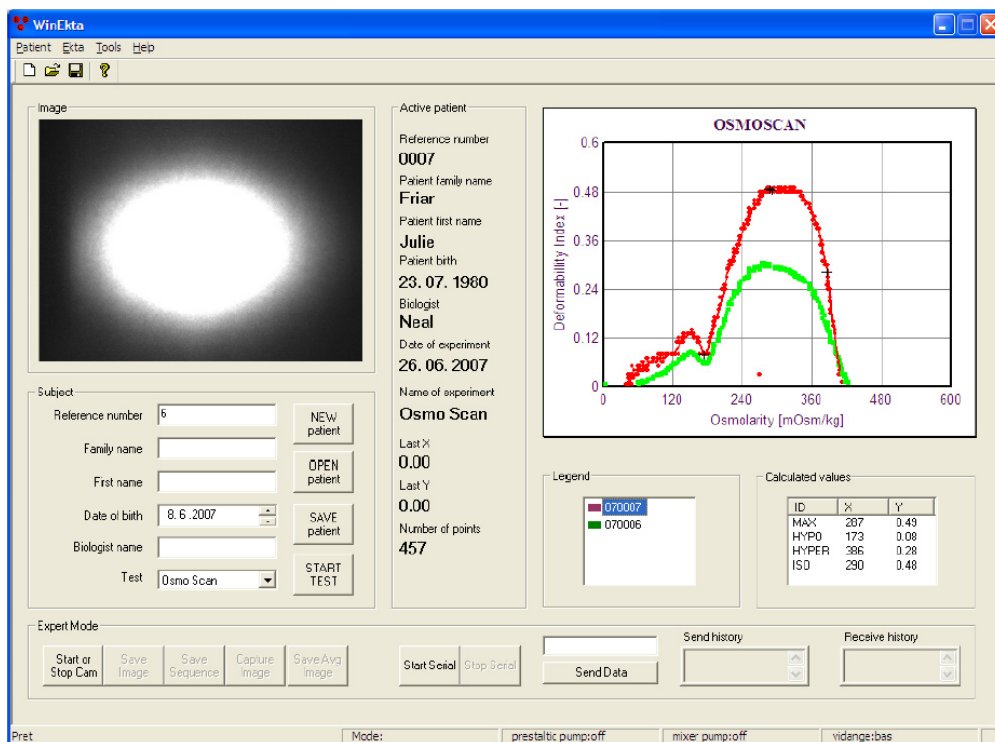 WinEkta
Patient Ekta Tools Help
Image
Active patient
Reference number
0007
Patient family name
Friar
Patient first name
Julie
Patient birth
23. 07. 1980
Biologist
Neal
Date of experiment
26. 06. 2007
Name of experiment
Osmo Scan
Last X
0.00
Last Y
0.00
Number of points
457
OSMOSCAN
0.6
0.48
0.36
0.24
0.12
0
Deformability Index [-]
0 120 240 360 480 600
Osmolarity [mOsm/kg]
Subject
Reference number 6
Family name
First name
Date of birth 8. 6. 2007
Biologist name
Test Osmo Scan
NEW
patient
OPEN
patient
SAVE
patient
START
TEST
Legend
070007
070006
Calculated values
ID X Y
MAX 287 0.49
HYPO 173 0.08
HYPER 386 0.28
ISO 290 0.48
Expert Mode
Start or
Stop Cam
Save
Image
Save
Sequence
Capture
Image
Save Avg
Image
Start Serial
Stop Serial
Send Data
Send history
Receive history
Pret
Mode:
prestaltic pump:off
mixer pump:off
vidange:bas